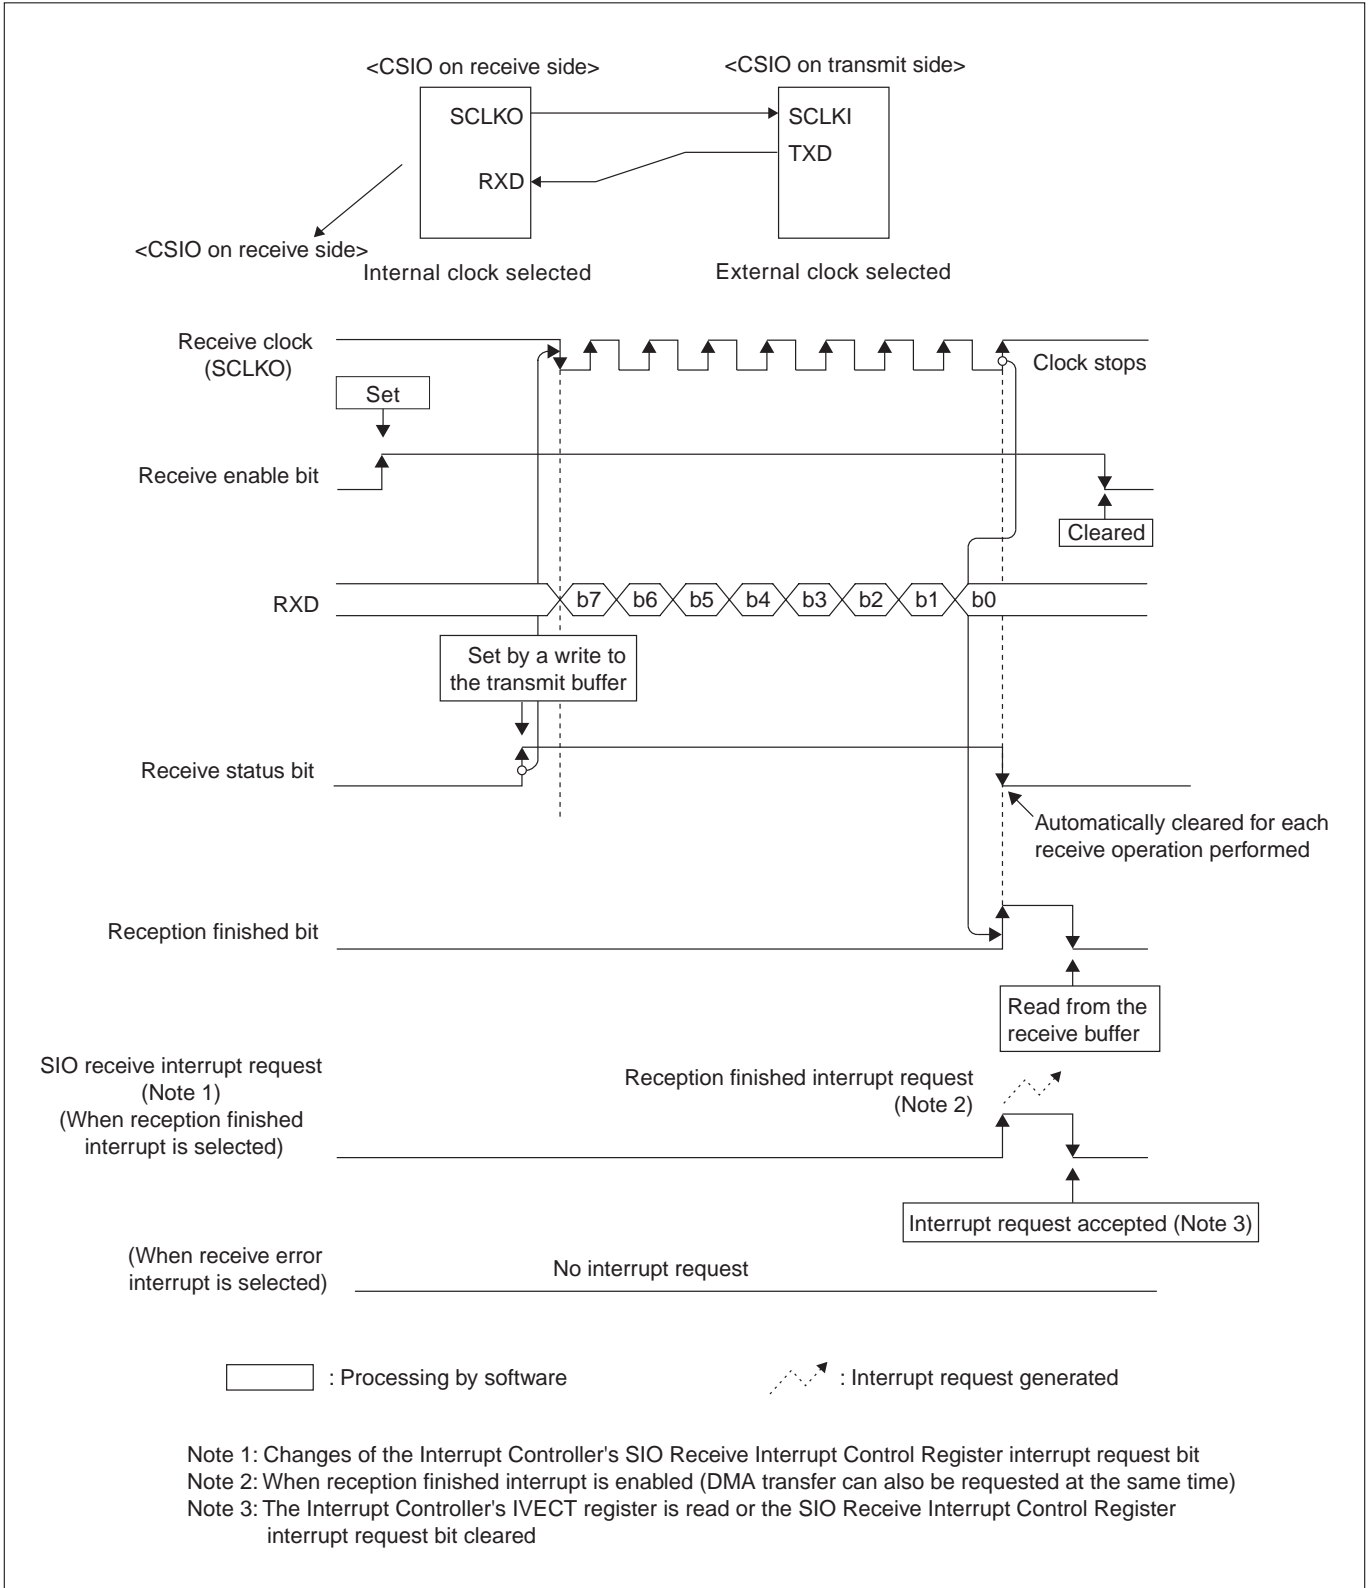 <CSIO on receive side>
<CSIO on transmit side>
SCLKO
SCLKI
TXD
RXD
<CSIO on receive side>
Internal clock selected
External clock selected
Receive clock
(SCLKO)
Clock stops
Set
Receive enable bit
Cleared
RXD
b7
b6
b5
b4
b3
b2
b1
b0
Set by a write to
the transmit buffer
Receive status bit
Automatically cleared for each
receive operation performed
Reception finished bit
Read from the
receive buffer
SIO receive interrupt request
(Note 1)
(When reception finished
interrupt is selected)
Reception finished interrupt request
(Note 2)
Interrupt request accepted (Note 3)
(When receive error
interrupt is selected)
No interrupt request
: Processing by software
: Interrupt request generated
Note 1: Changes of the Interrupt Controller's SIO Receive Interrupt Control Register interrupt request bit
Note 2: When reception finished interrupt is enabled (DMA transfer can also be requested at the same time)
Note 3: The Interrupt Controller's IVECT register is read or the SIO Receive Interrupt Control Register
interrupt request bit cleared